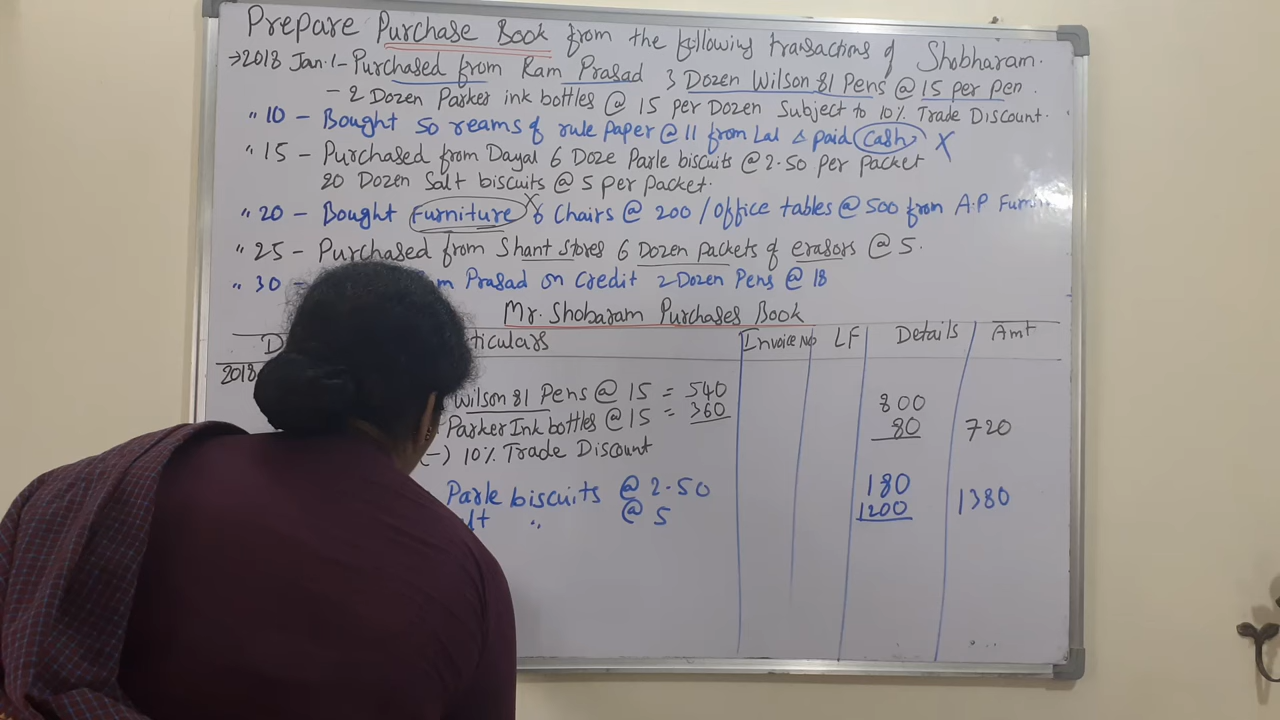 Prepare Purchase Book from the following transactions of Shobharam.
→2018 Jan.1- Purchased from Ram Prasad 3 Dozen Wilson 81 Pens @ 15 per pen.
- 2 Dozen Parker ink bottles @ 15 per Dozen Subject to 10% Trade Discount.
" 10 - Bought 50 reams of rule paper @ 11 from Lal & paid Cash X
" 15 - Purchased from Dayal 6 Doze Parle biscuits @ 2.50 per packet
20 Dozen Salt biscuits @ 5 per packet.
" 20 - Bought Furniture X 6 Chairs @ 200 / Office tables @ 500 from A.P
" 25 - Purchased from Shant Stores 6 Dozen packets of erasors @ 5.
" 30 - Prasad on Credit 2 Dozen Pens @ 18
Mr. Shobaram Purchases Book
D ticulars Invoice No LF Details Amt
2018
Wilson 81 Pens @ 15 = 540 800
Parker Ink bottles @ 15 = 360 80 720
(-) 10% Trade Discount
Parle biscuits @ 2.50 180
lt " @ 5 1200 1380